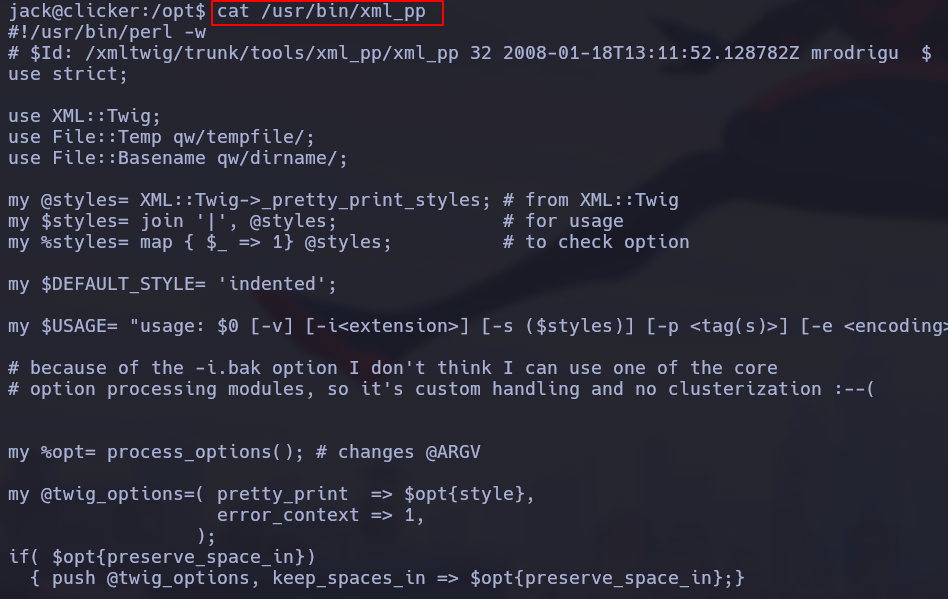 jack@clicker:/opt$ cat /usr/bin/xml_pp
#!/usr/bin/perl -w
# $Id: /xmltwig/trunk/tools/xml_pp/xml_pp 32 2008-01-18T13:11:52.128782Z mrodrigu  $
use strict;

use XML::Twig;
use File::Temp qw/tempfile/;
use File::Basename qw/dirname/;

my @styles= XML::Twig->_pretty_print_styles; # from XML::Twig
my $styles= join '|', @styles;               # for usage
my %styles= map { $_ => 1} @styles;          # to check option

my $DEFAULT_STYLE= 'indented';

my $USAGE= "usage: $0 [-v] [-i<extension>] [-s ($styles)] [-p <tag(s)>] [-e <encoding>

# because of the -i.bak option I don't think I can use one of the core
# option processing modules, so it's custom handling and no clusterization :--(


my %opt= process_options(); # changes @ARGV

my @twig_options=( pretty_print  => $opt{style},
                   error_context => 1,
                 );
if( $opt{preserve_space_in})
  { push @twig_options, keep_spaces_in => $opt{preserve_space_in};}